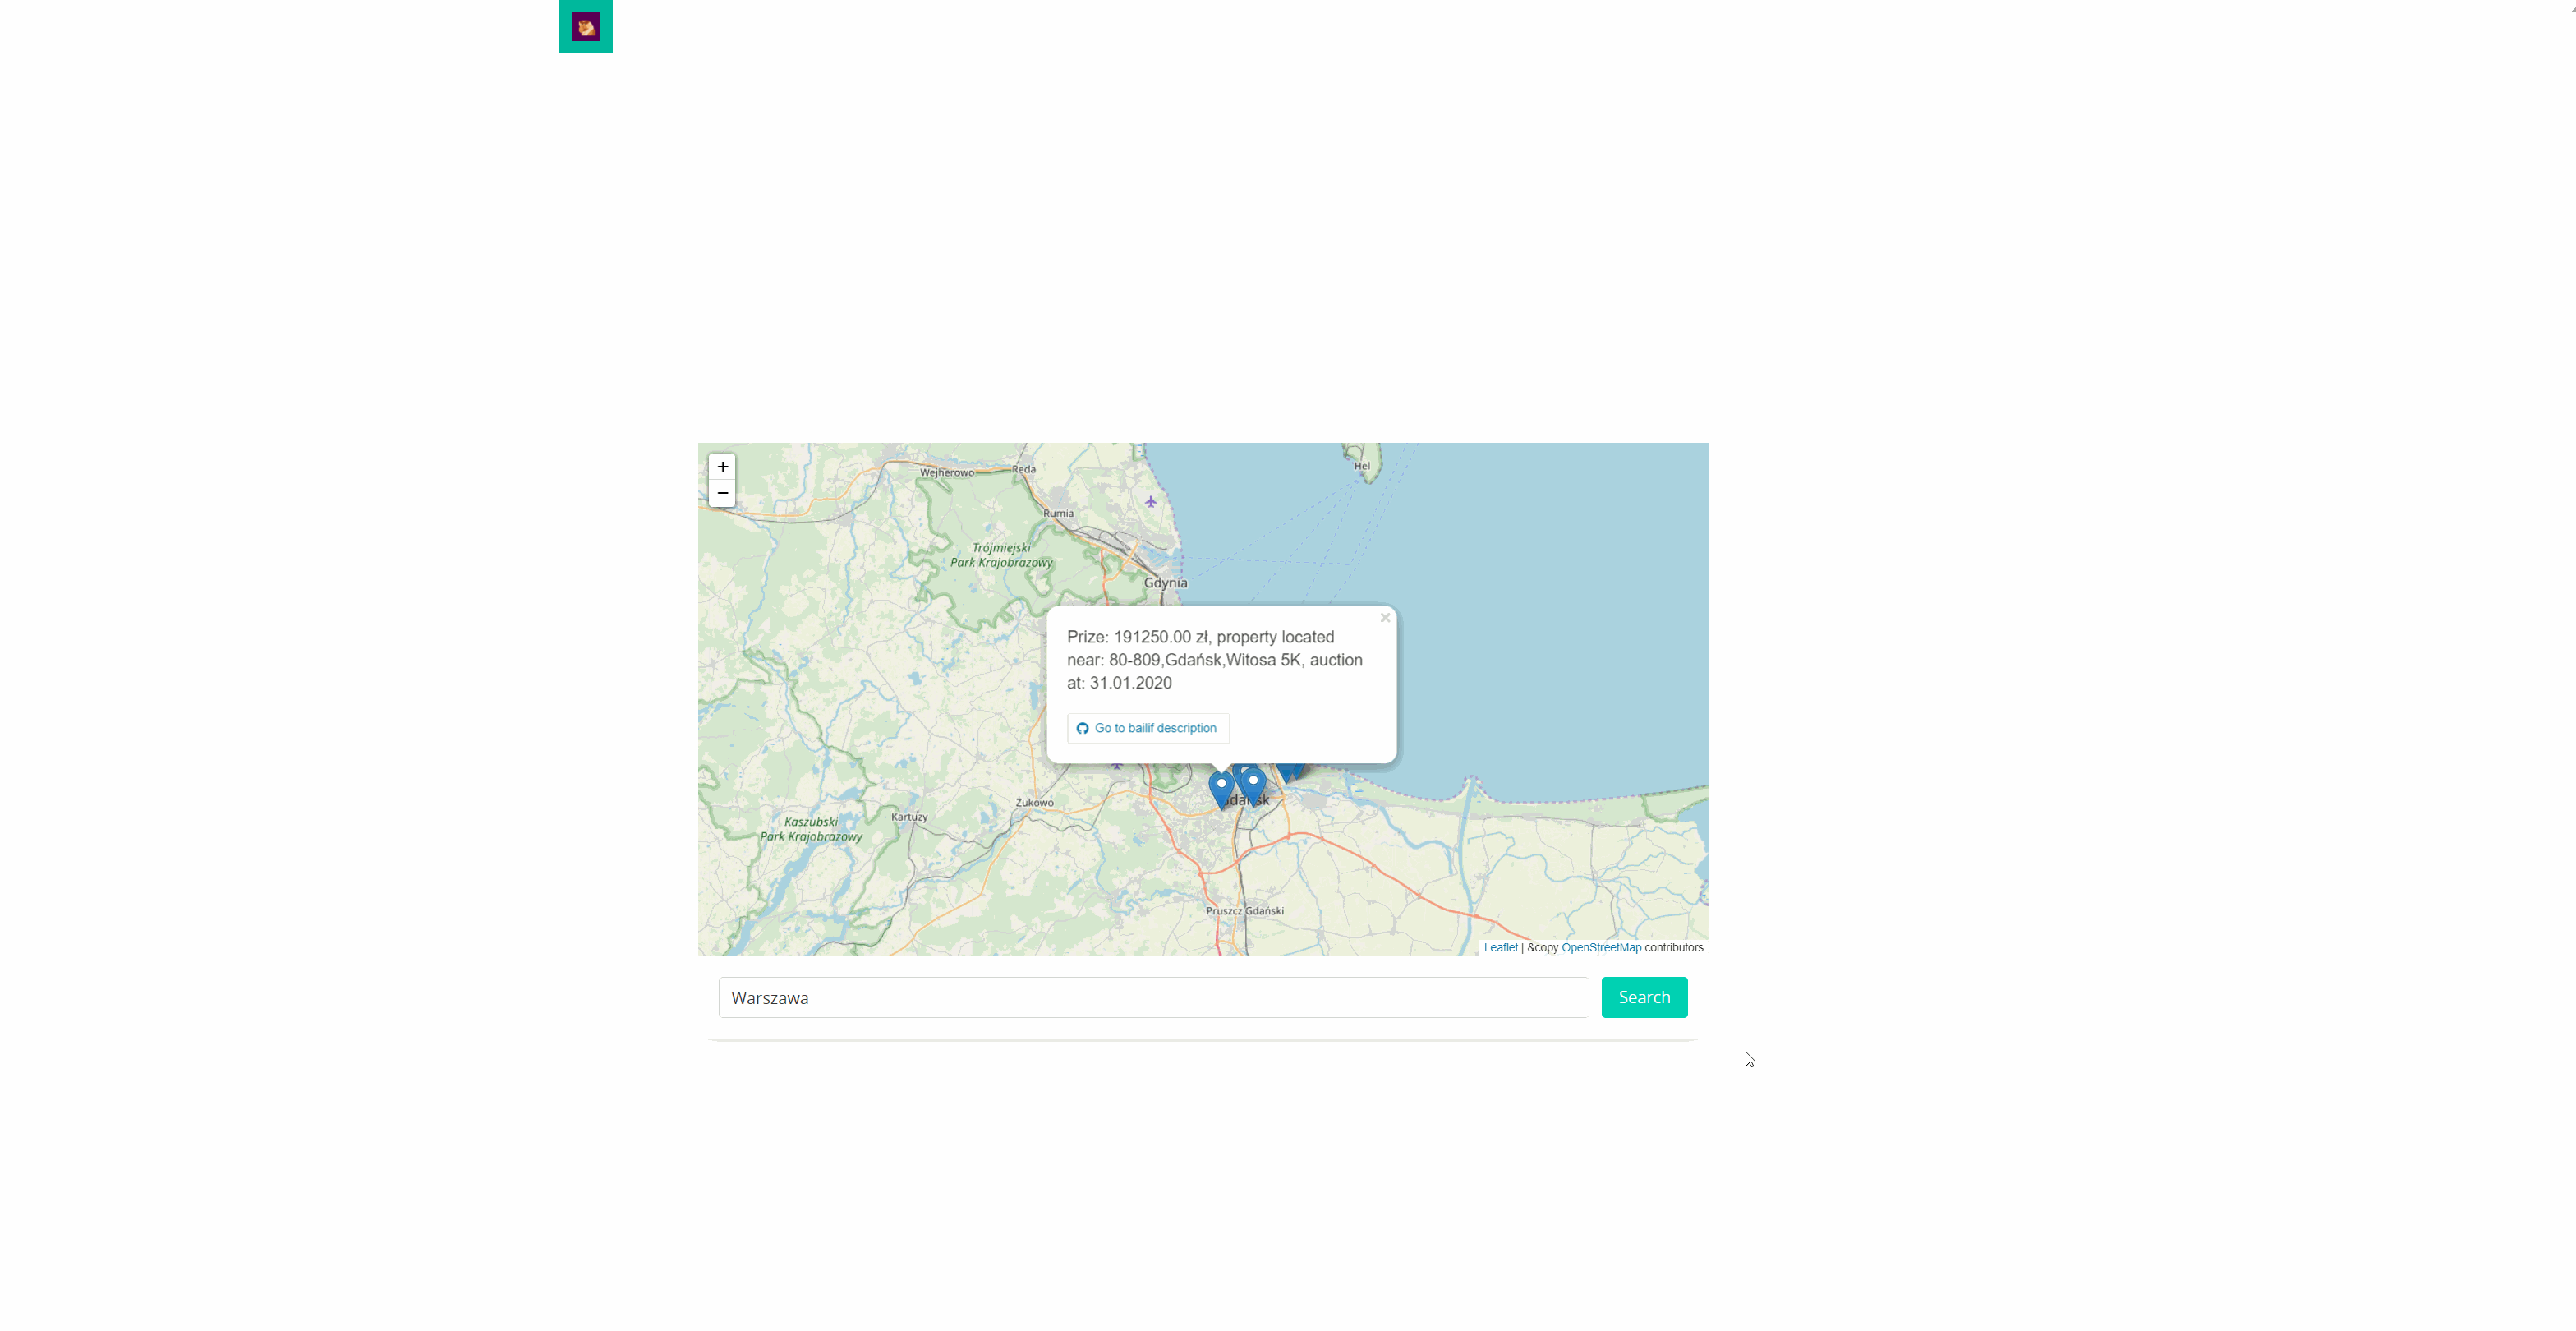 +
−
Wejherowo
Reda
Hel
Rumia
Trójmiejski
Park Krajobrazowy
Gdynia
×
Prize: 191250.00 zł, property located
near: 80-809,Gdańsk,Witosa 5K, auction
at: 31.01.2020
Go to bailif description
Żukowo
Kartuzy
Kaszubski
Park Krajobrazowy
Pruszcz Gdański
Leaflet | &copy OpenStreetMap contributors
Warszawa
Search